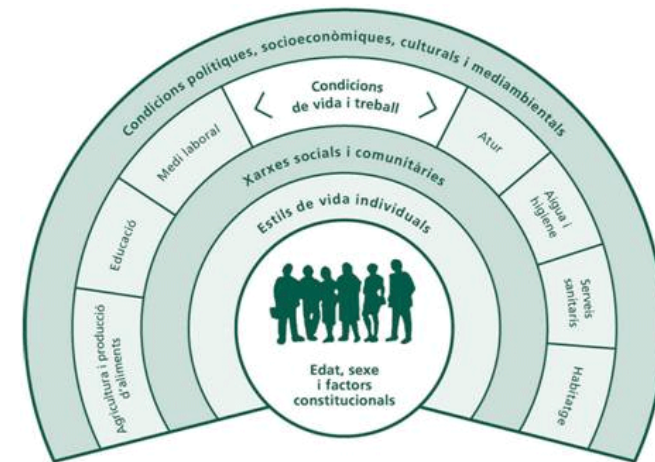 Condicions polítiques, socioeconòmiques, culturals i mediambientals
Condicions
de vida i treball
Agricultura i producció
d'aliments
Educació
Medi laboral
Atur
Aigua i
higiene
Serveis
sanitaris
Habitatge
Xarxes socials i comunitàries
Estils de vida individuals
Edat, sexe
i factors
constitucionals